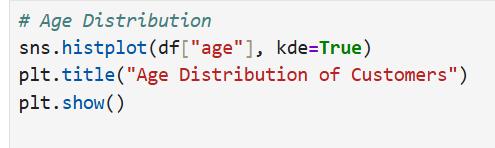 # Age Distribution
sns.histplot(df["age"], kde=True)
plt.title("Age Distribution of Customers")
plt.show()